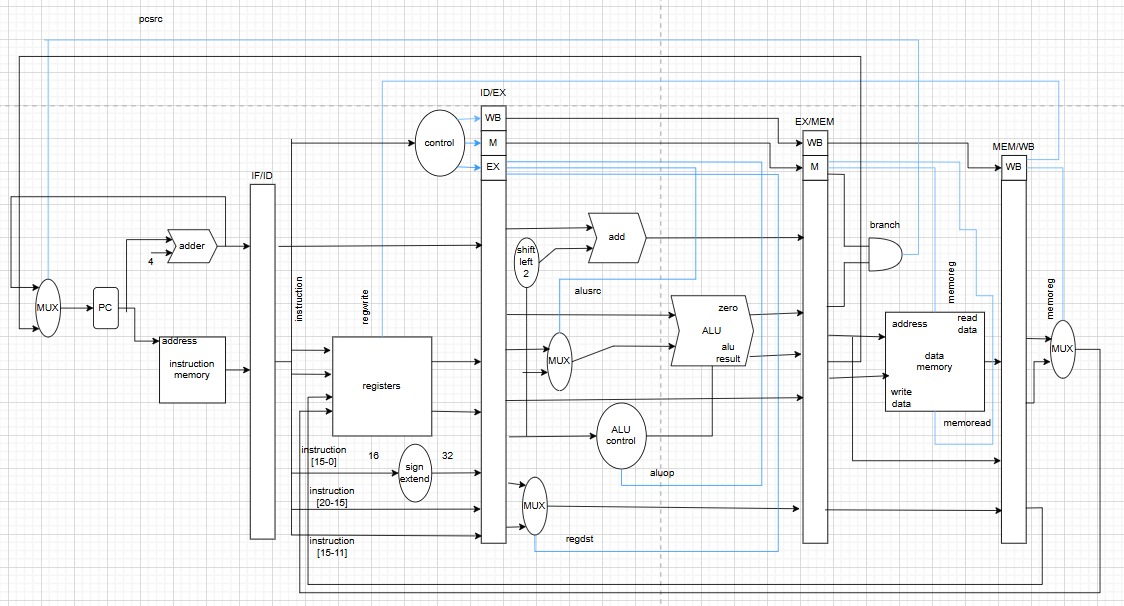 pcsrc
ID/EX
WB
M
EX
control
EX/MEM
WB
M
MEM/WB
WB
IF/ID
adder
4
MUX
PC
address
instruction
memory
instruction
regwrite
registers
instruction
[15-0]
16
sign
extend
32
instruction
[20-15]
instruction
[15-11]
shift
left
2
add
alusrc
MUX
zero
ALU
alu
result
ALU
control
aluop
MUX
regdst
branch
memoreg
address
read
data
data
memory
write
data
memoread
memoreg
MUX